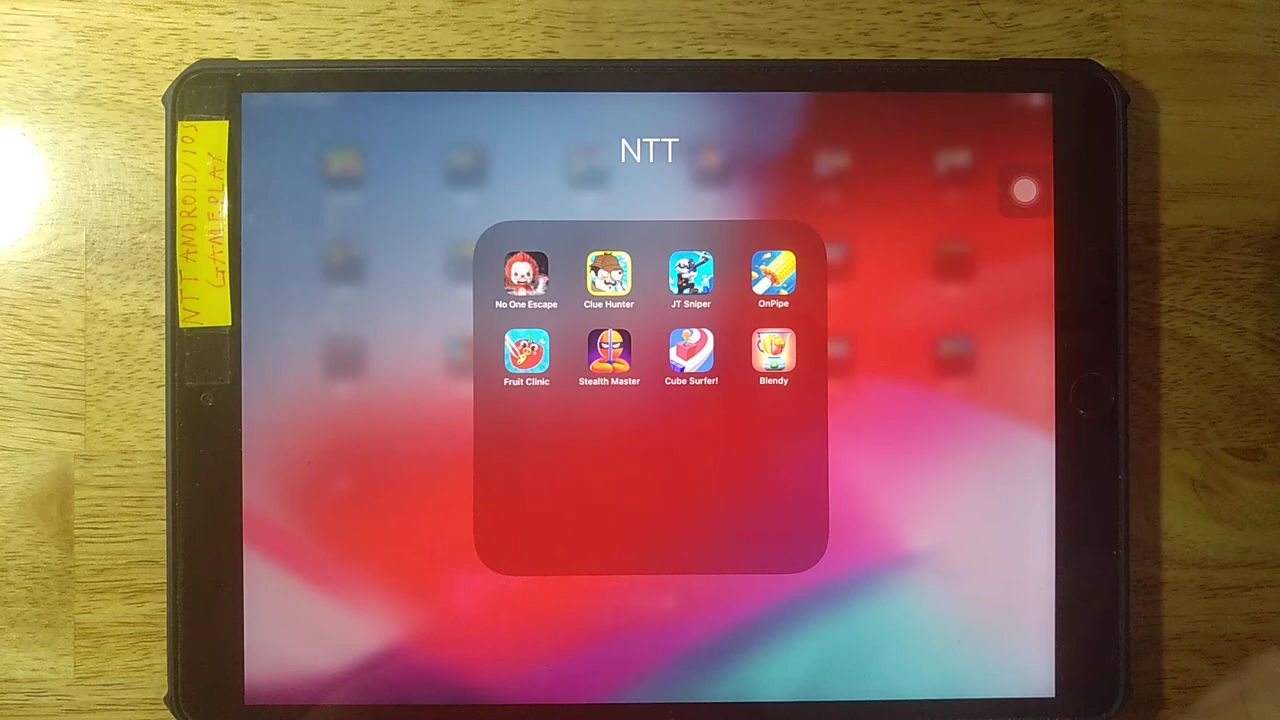 NTT ANDROID/IOS
GAMEPLAY
NTT
No One Escape
Clue Hunter
JT Sniper
OnPipe
Fruit Clinic
Stealth Master
Cube Surfer!
Blendy